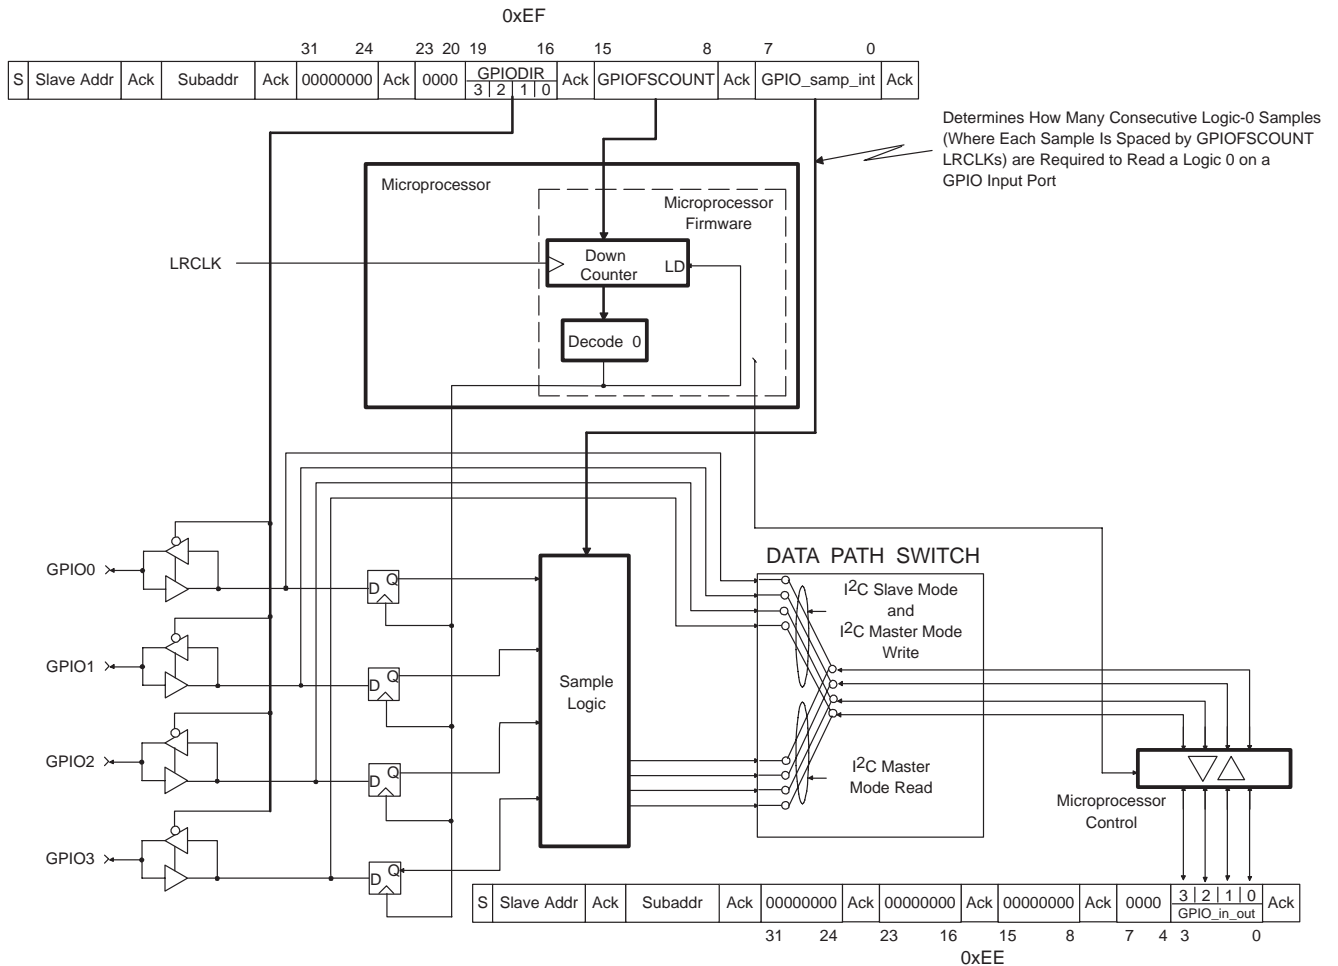 0xEF
31 24 23 20 19 16 15 8 7 0
S Slave Addr Ack Subaddr Ack 00000000 Ack 0000 GPIODIR Ack GPIOFSCOUNT Ack GPIO_samp_int Ack
3 2 1 0
Determines How Many Consecutive Logic-0 Samples
(Where Each Sample Is Spaced by GPIOFSCOUNT
LRCLKs) are Required to Read a Logic 0 on a
GPIO Input Port
Microprocessor
Microprocessor
Firmware
LRCLK
Down
Counter
LD
Decode 0
DATA PATH SWITCH
GPIO0
D
Q
I2C Slave Mode
and
I2C Master Mode
Write
GPIO1
D
Q
Sample
Logic
GPIO2
D
Q
I2C Master
Mode Read
Microprocessor
Control
GPIO3
D
Q
S Slave Addr Ack Subaddr Ack 00000000 Ack 00000000 Ack 00000000 Ack 0000 3 2 1 0 Ack
GPIO_in_out
31 24 23 16 15 8 7 4 3 0
0xEE